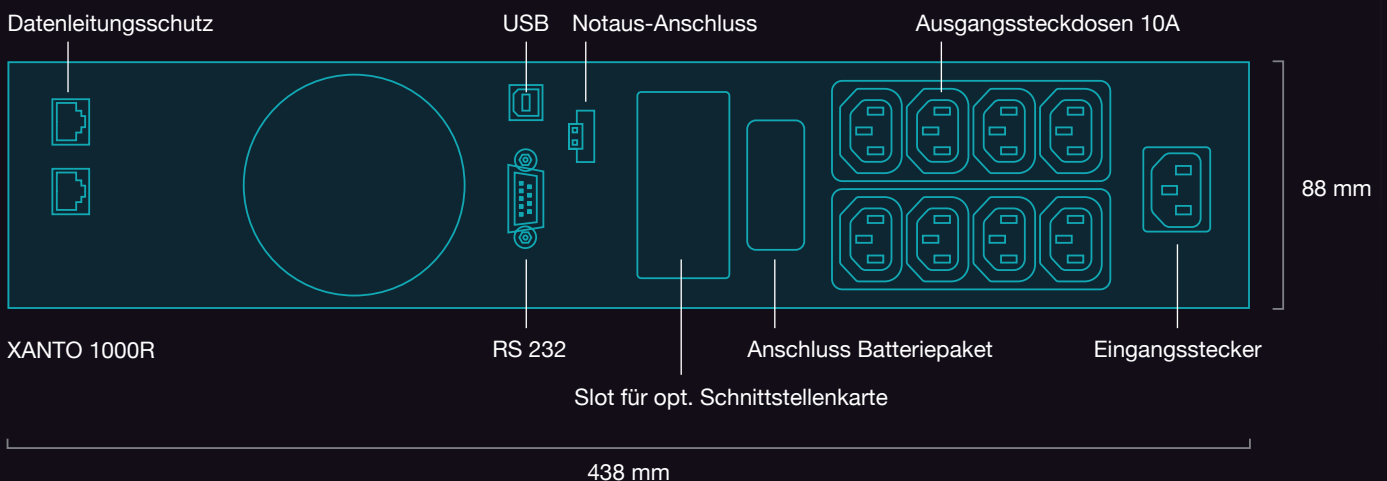 Datenleitungsschutz
USB
Notaus-Anschluss
Ausgangssteckdosen 10A
88 mm
XANTO 1000R
RS 232
Anschluss Batteriepaket
Eingangsstecker
Slot für opt. Schnittstellenkarte
438 mm